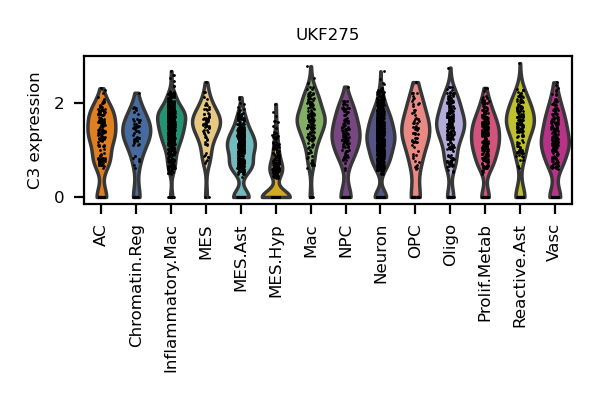 UKF275
C3 expression
2
0
AC
Chromatin.Reg
Inflammatory.Mac
MES
MES.Ast
MES.Hyp
Mac
NPC
Neuron
OPC
Oligo
Prolif.Metab
Reactive.Ast
Vasc